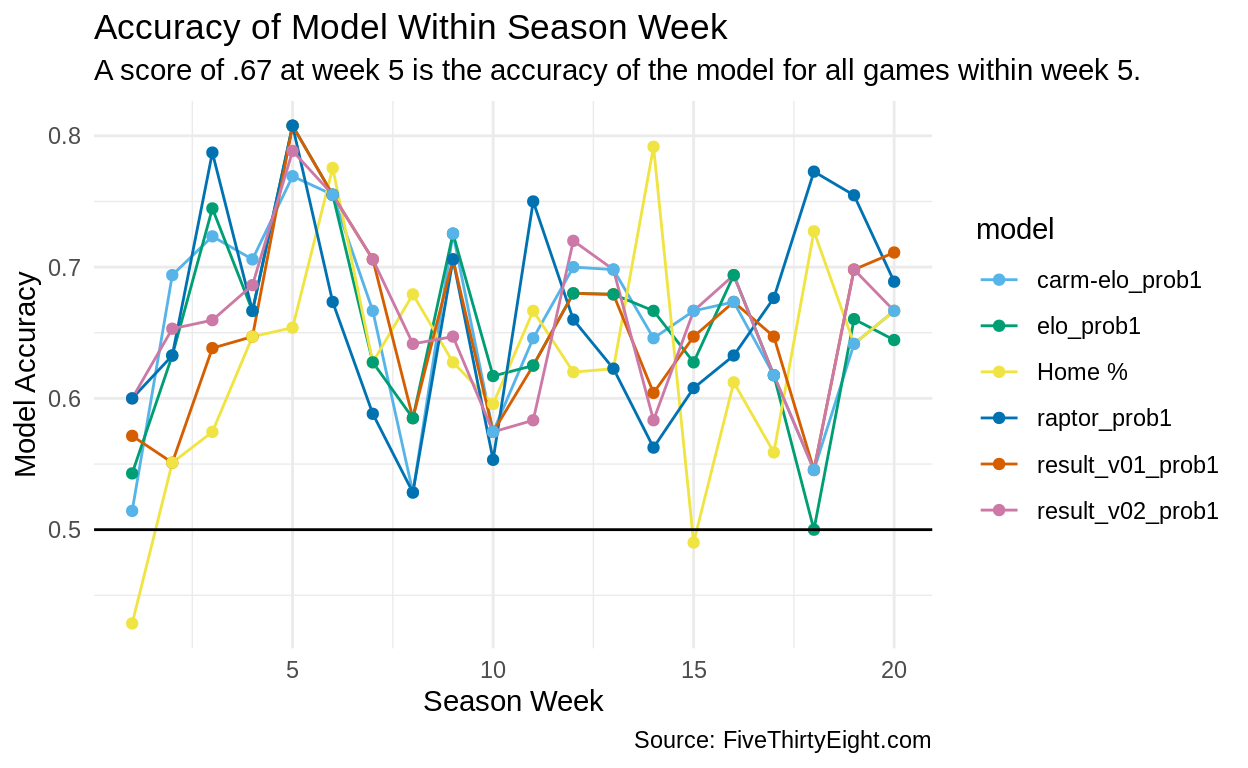 Accuracy of Model Within Season Week
A score of .67 at week 5 is the accuracy of the model for all games within week 5.
Model Accuracy
0.8
0.7
0.6
0.5
5
10
15
20
Season Week
model
carm-elo_prob1
elo_prob1
Home %
raptor_prob1
result_v01_prob1
result_v02_prob1
Source: FiveThirtyEight.com